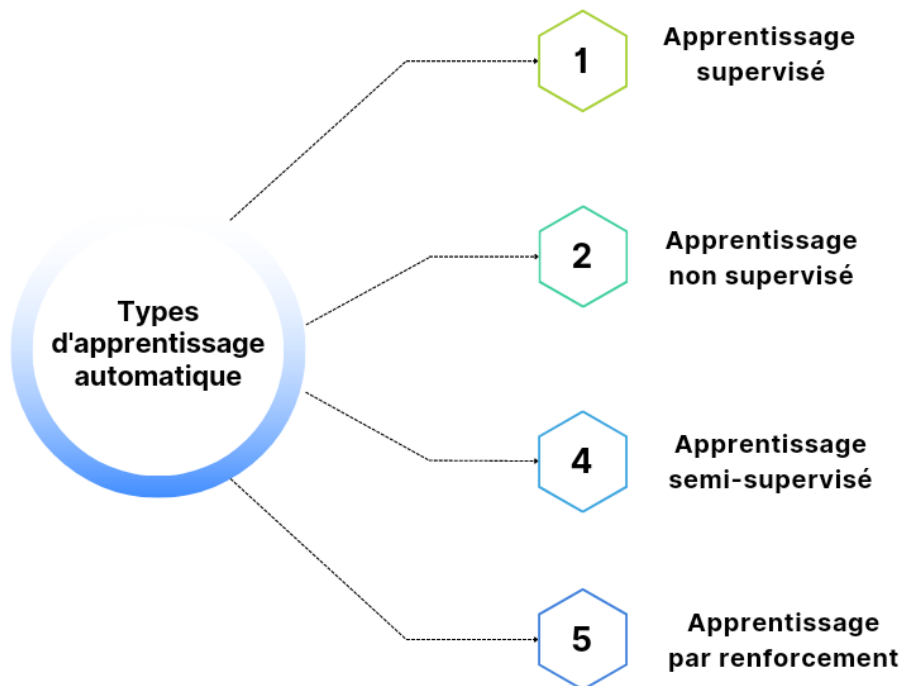 Types
d'apprentissage
automatique
1
Apprentissage
supervisé
2
Apprentissage
non supervisé
4
Apprentissage
semi-supervisé
5
Apprentissage
par renforcement